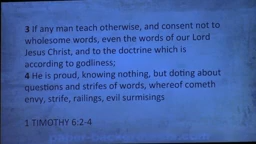 3 If any man teach otherwise, and consent not to
wholesome words, even the words of our Lord
Jesus Christ, and to the doctrine which is
according to godliness;
4 He is proud, knowing nothing, but doting about
questions and strifes of words, whereof cometh
envy, strife, railings, evil surmisings
1 TIMOTHY 6:2-4